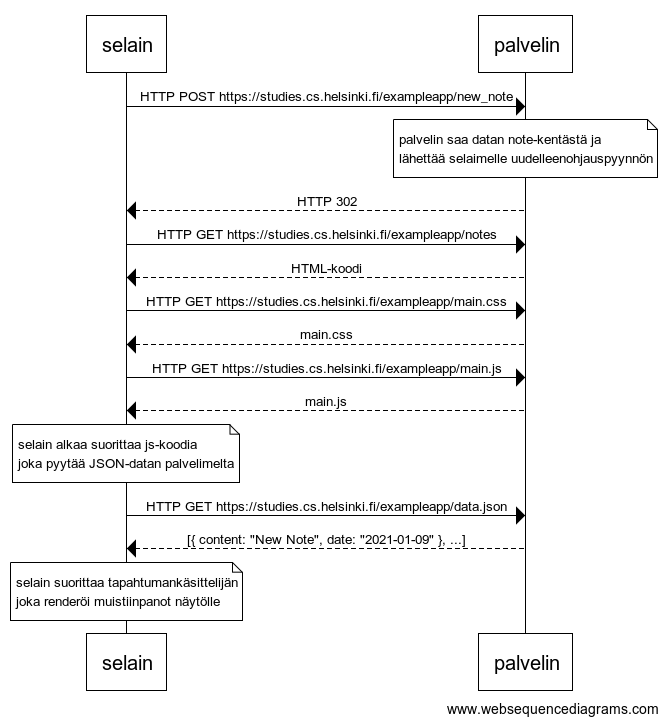 selain
palvelin
HTTP POST https://studies.cs.helsinki.fi/exampleapp/new_note
palvelin saa datan note-kentästä ja
lähettää selaimelle uudelleenohjauspyynnön
HTTP 302
HTTP GET https://studies.cs.helsinki.fi/exampleapp/notes
HTML-koodi
HTTP GET https://studies.cs.helsinki.fi/exampleapp/main.css
main.css
HTTP GET https://studies.cs.helsinki.fi/exampleapp/main.js
main.js
selain alkaa suorittaa js-koodia
joka pyytää JSON-datan palvelimelta
HTTP GET https://studies.cs.helsinki.fi/exampleapp/data.json
[{ content: "New Note", date: "2021-01-09" }, ...]
selain suorittaa tapahtumankäsittelijän
joka renderöi muistiinpanot näytölle
selain
palvelin
www.websequencediagrams.com